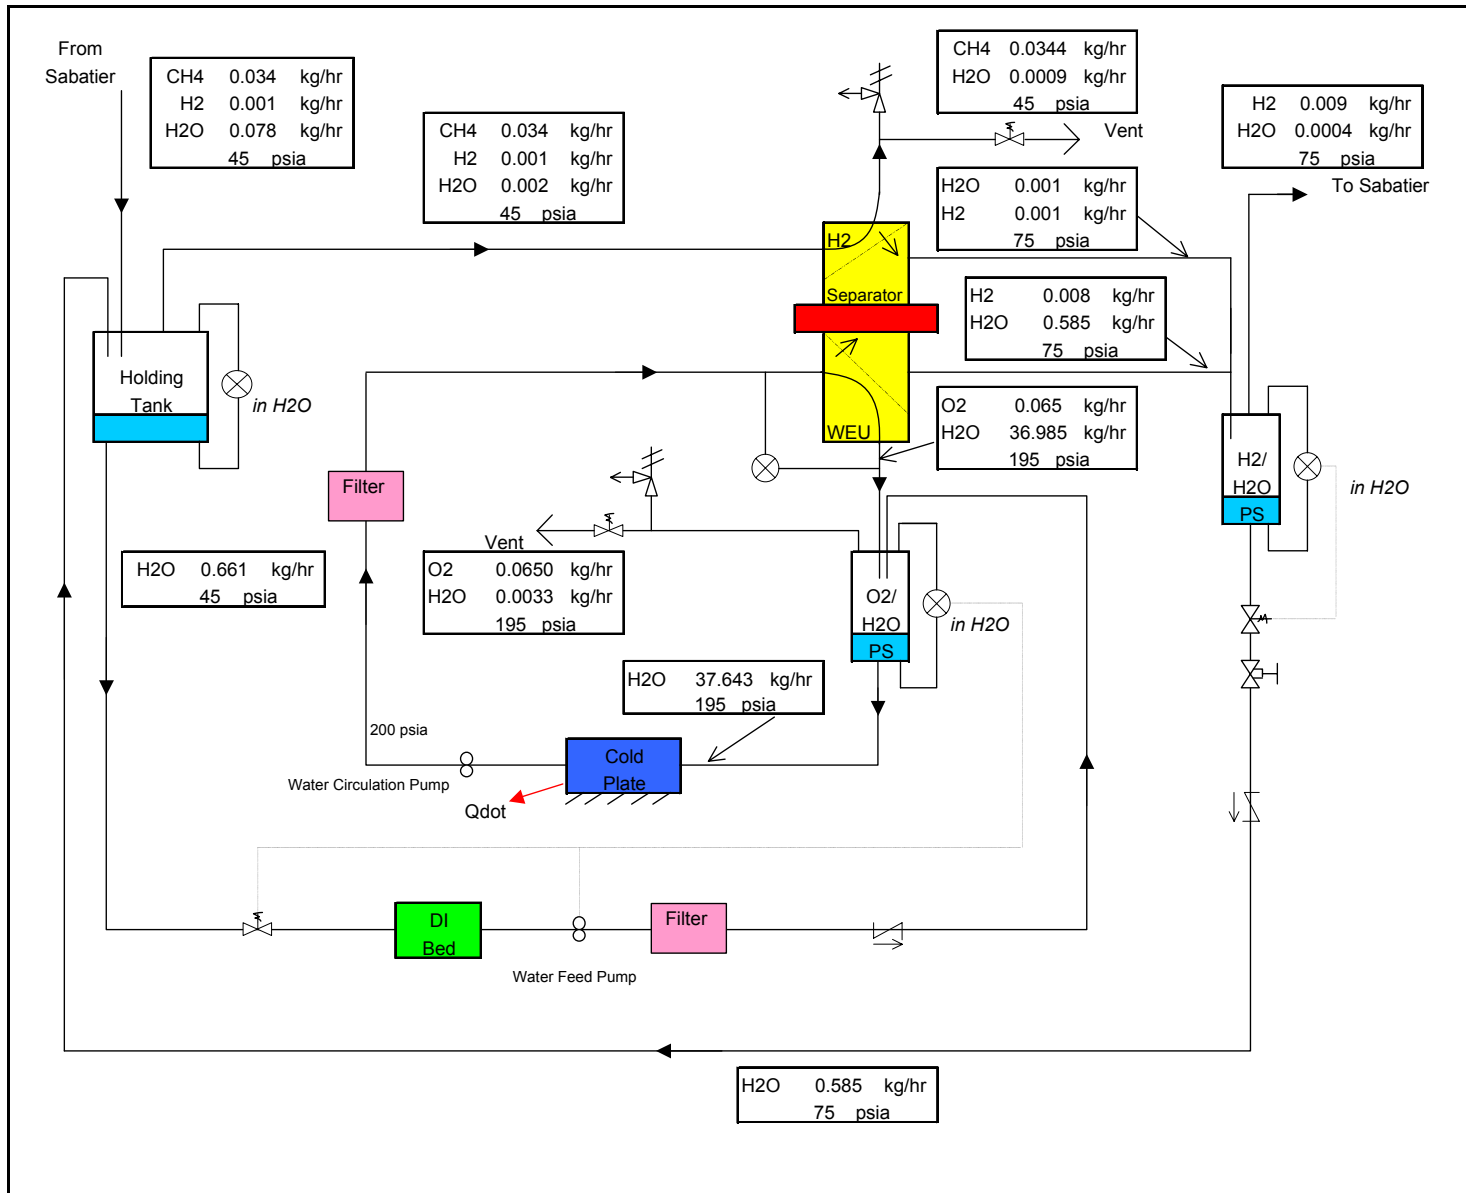 From
Sabatier
CH4 0.034 kg/hr
H2 0.001 kg/hr
H2O 0.078 kg/hr
45 psia
CH4 0.034 kg/hr
H2 0.001 kg/hr
H2O 0.002 kg/hr
45 psia
CH4 0.0344 kg/hr
H2O 0.0009 kg/hr
45 psia
Vent
H2 0.009 kg/hr
H2O 0.0004 kg/hr
75 psia
To Sabatier
H2O 0.001 kg/hr
H2 0.001 kg/hr
75 psia
H2
Separator
H2 0.008 kg/hr
H2O 0.585 kg/hr
75 psia
Holding
Tank
in H2O
WEU
O2 0.065 kg/hr
H2O 36.985 kg/hr
195 psia
H2/
H2O
PS
in H2O
Filter
Vent
H2O 0.661 kg/hr
45 psia
O2 0.0650 kg/hr
H2O 0.0033 kg/hr
195 psia
O2/
H2O
PS
in H2O
H2O 37.643 kg/hr
195 psia
200 psia
Cold
Plate
Water Circulation Pump
Qdot
DI
Bed
Filter
Water Feed Pump
H2O 0.585 kg/hr
75 psia